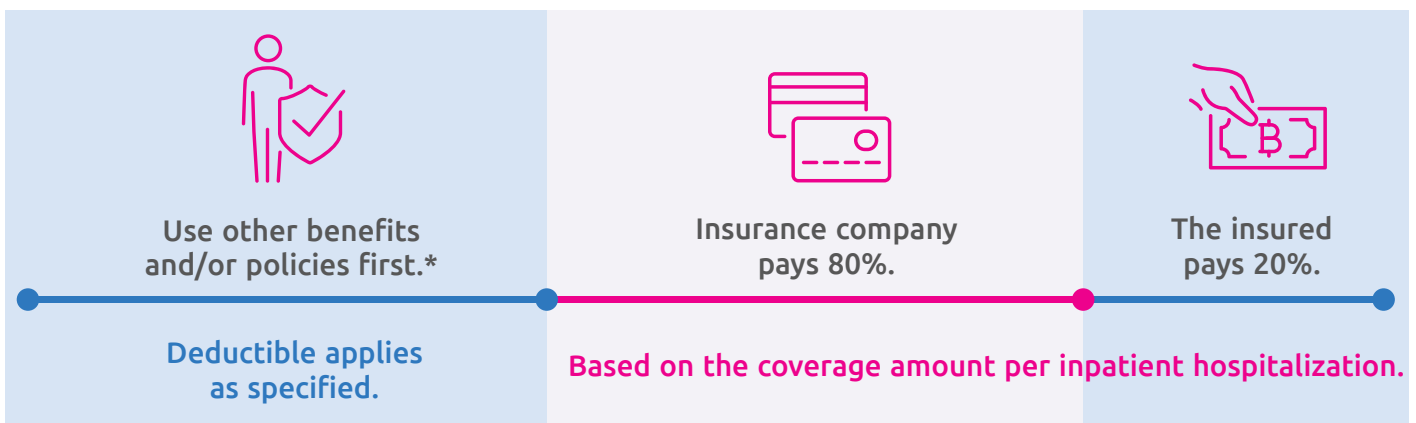 Use other benefits
and/or policies first.*
Deductible applies
as specified.
Insurance company
pays 80%.
The insured
pays 20%.
Based on the coverage amount per inpatient hospitalization.
฿